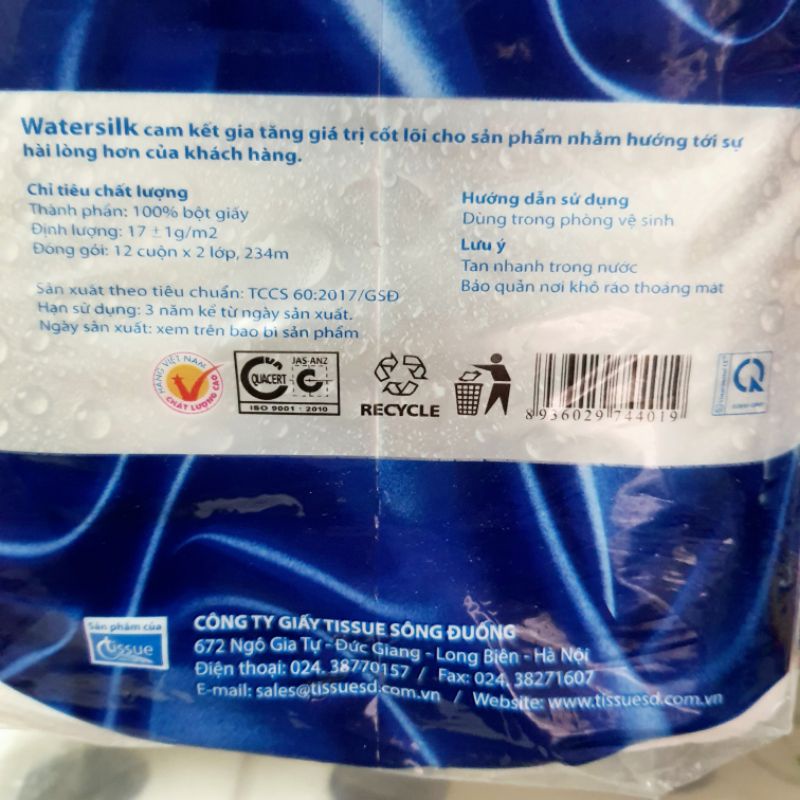 Watersilk cam kết gia tăng giá trị cốt lõi cho sản phẩm nhằm hướng tới sự
hài lòng hơn của khách hàng.
Chỉ tiêu chất lượng
Thành phần: 100% bột giấy
Định lượng: 17 ± 1g/m2
Đóng gói: 12 cuộn x 2 lớp, 234m
Sản xuất theo tiêu chuẩn: TCCS 60:2017/GSĐ
Hạn sử dụng: 3 năm kể từ ngày sản xuất.
Ngày sản xuất: xem trên bao bì sản phẩm
Hướng dẫn sử dụng
Dùng trong phòng vệ sinh
Lưu ý
Tan nhanh trong nước
Bảo quản nơi khô ráo thoáng mát
HÀNG VIỆT NAM
CHẤT LƯỢNG CAO
QUACERT
JAS-ANZ
ISO 9001 : 2010
RECYCLE
8 936029 744019
Sản phẩm của
tissue
CÔNG TY GIẤY TISSUE SÔNG ĐUỐNG
672 Ngô Gia Tự - Đức Giang - Long Biên - Hà Nội
Điện thoại: 024. 38770157 / Fax: 024. 38271607
E-mail: sales@tissuesd.com.vn / Website: www.tissuesd.com.vn